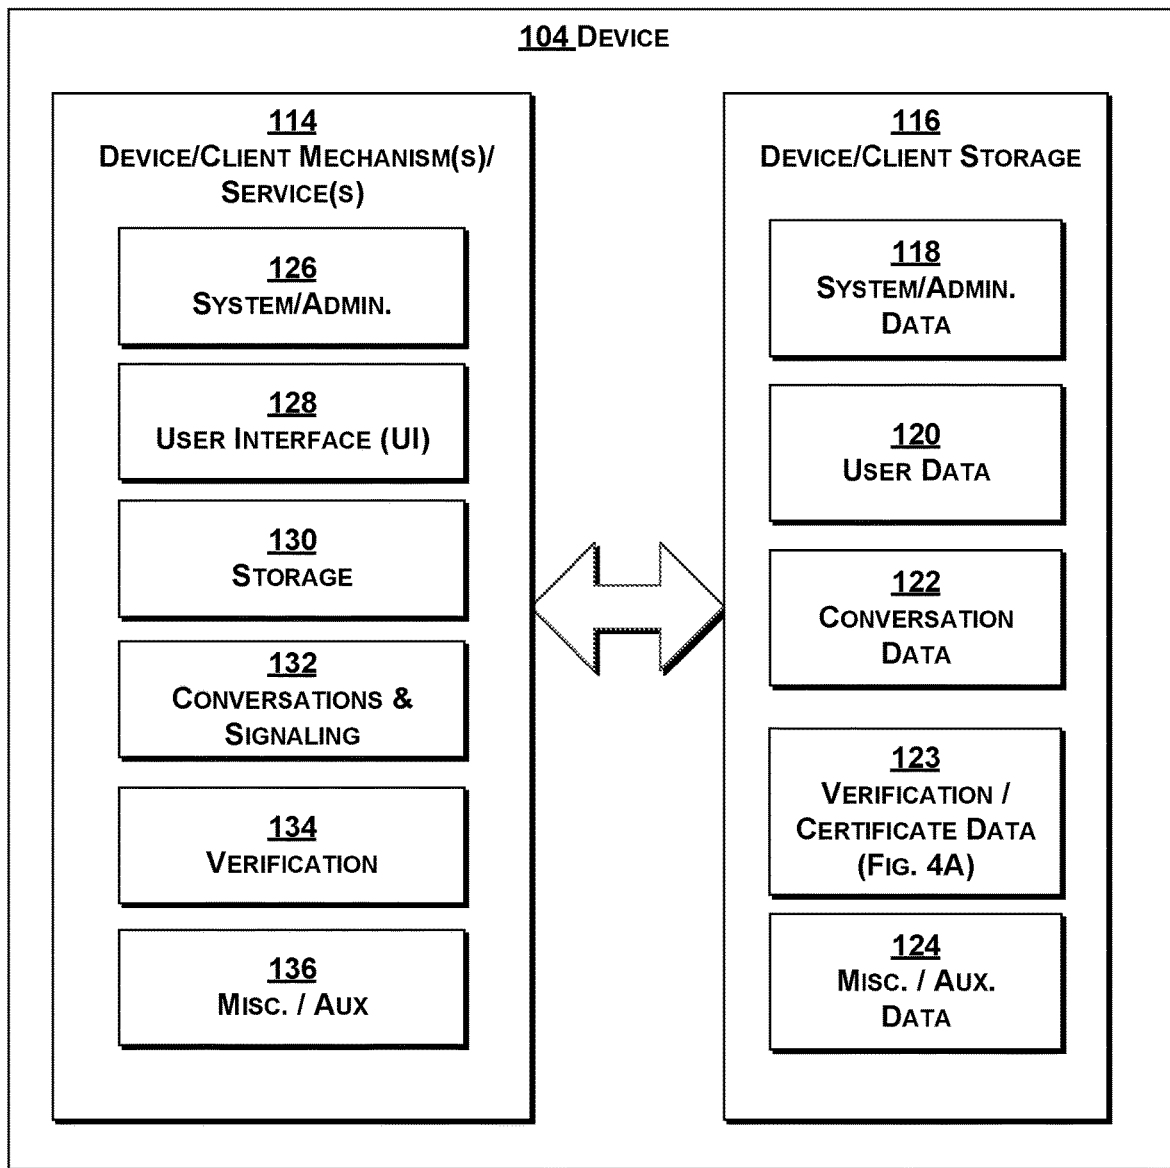 104 DEVICE
114
DEVICE/CLIENT MECHANISM(S)/
SERVICE(S)
126
SYSTEM/ADMIN.
128
USER INTERFACE (UI)
130
STORAGE
132
CONVERSATIONS &
SIGNALING
134
VERIFICATION
136
MISC. / AUX
116
DEVICE/CLIENT STORAGE
118
SYSTEM/ADMIN.
DATA
120
USER DATA
122
CONVERSATION
DATA
123
VERIFICATION /
CERTIFICATE DATA
(FIG. 4A)
124
MISC. / AUX.
DATA